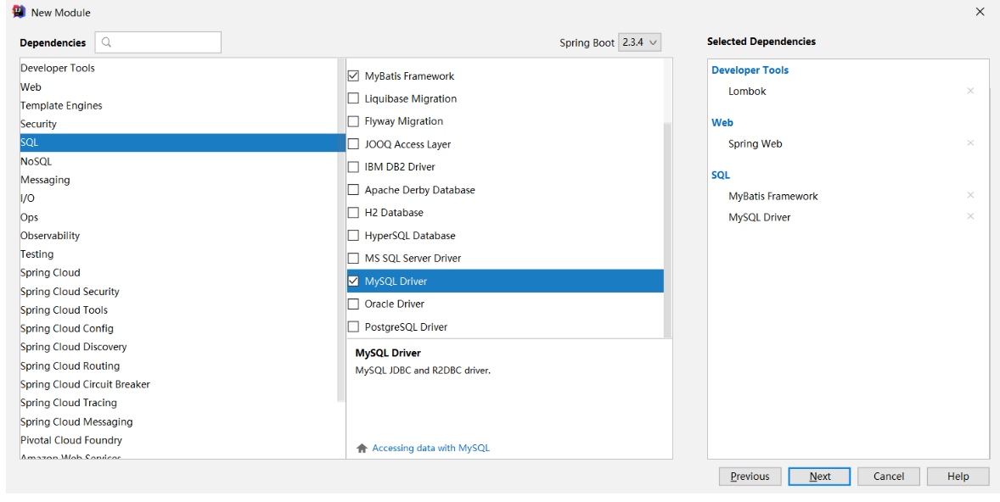 New Module
Dependencies
Spring Boot 2.3.4
Developer Tools
Web
Template Engines
Security
SQL
NoSQL
Messaging
I/O
Ops
Observability
Testing
Spring Cloud
Spring Cloud Security
Spring Cloud Tools
Spring Cloud Config
Spring Cloud Discovery
Spring Cloud Routing
Spring Cloud Circuit Breaker
Spring Cloud Tracing
Spring Cloud Messaging
Pivotal Cloud Foundry
Amazon Web Services
MyBatis Framework
Liquibase Migration
Flyway Migration
JOOQ Access Layer
IBM DB2 Driver
Apache Derby Database
H2 Database
HyperSQL Database
MS SQL Server Driver
MySQL Driver
Oracle Driver
PostgreSQL Driver
MySQL Driver
MySQL JDBC and R2DBC driver.
Accessing data with MySQL
Selected Dependencies
Developer Tools
Lombok
Web
Spring Web
SQL
MyBatis Framework
MySQL Driver
Previous
Next
Cancel
Help